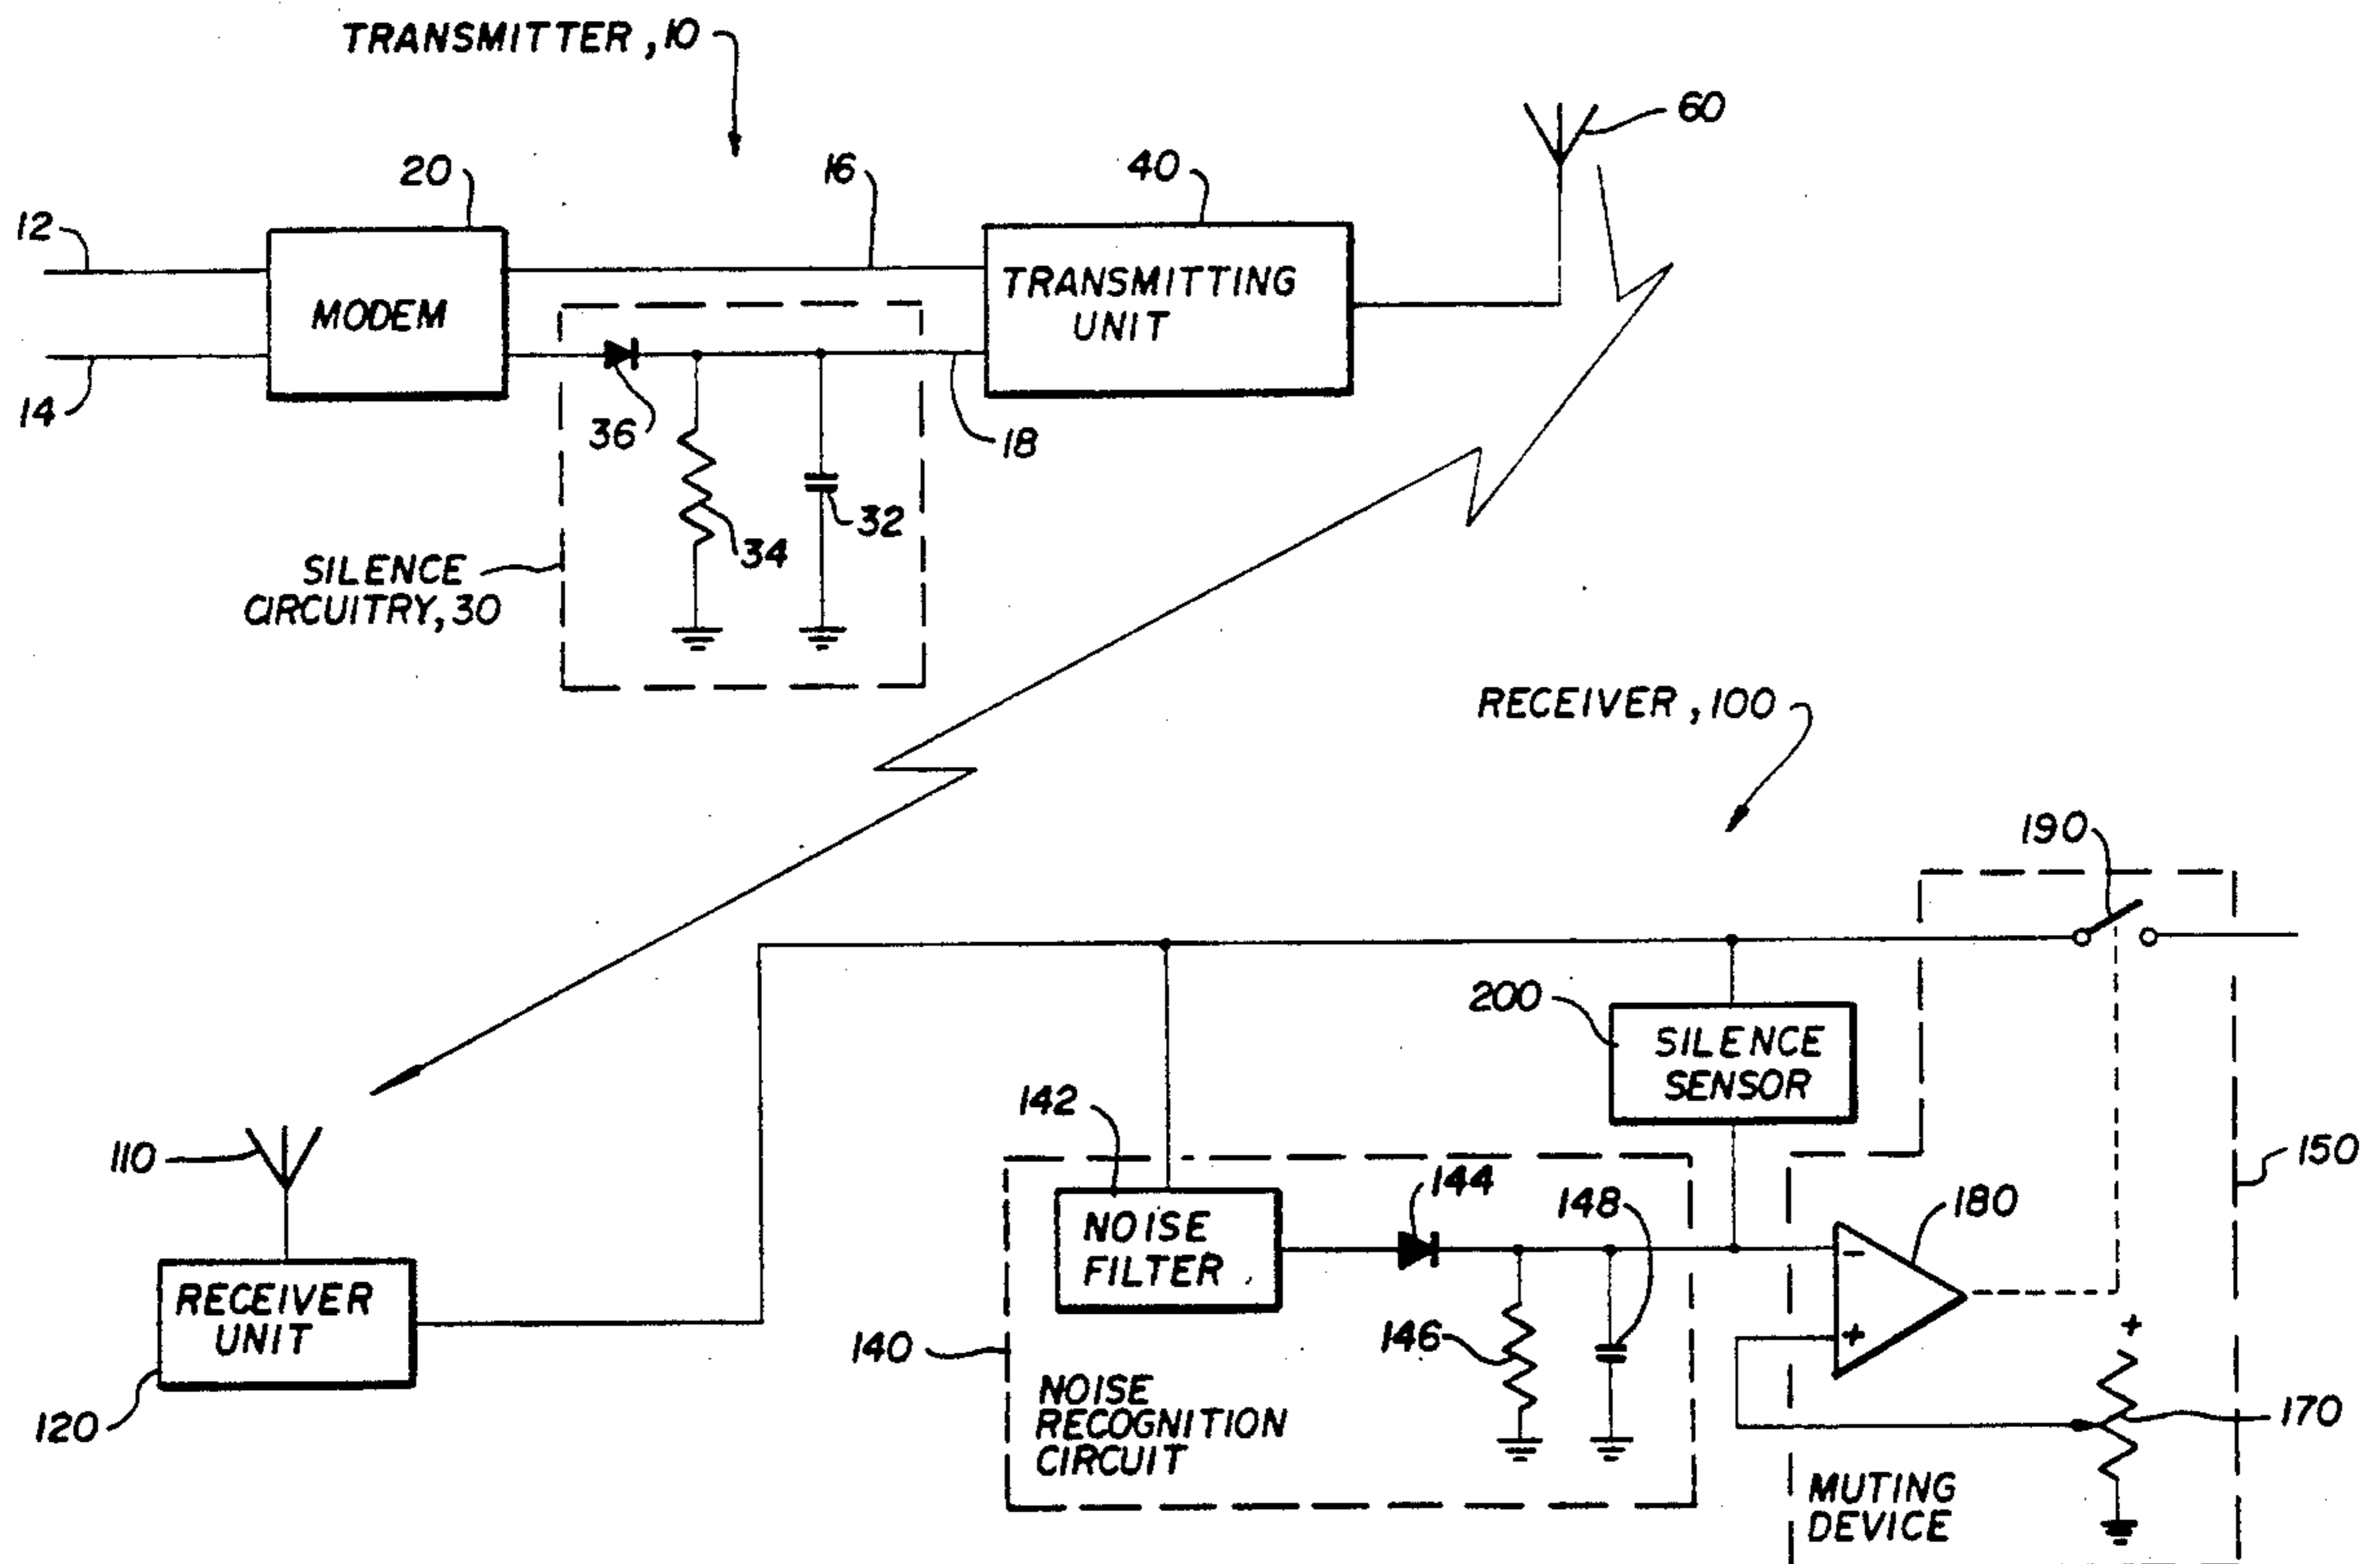 TRANSMITTER, 10
60
20
16
40
12
MODEM
TRANSMITTING
UNIT
14
36
18
32
34
SILENCE
CIRCUITRY, 30
RECEIVER, 100
190
200
SILENCE
SENSOR
142
110
144
148
150
180
NOISE
FILTER
−
RECEIVER
UNIT
+
+
146
140
170
NOISE
RECOGNITION
CIRCUIT
120
MUTING
DEVICE